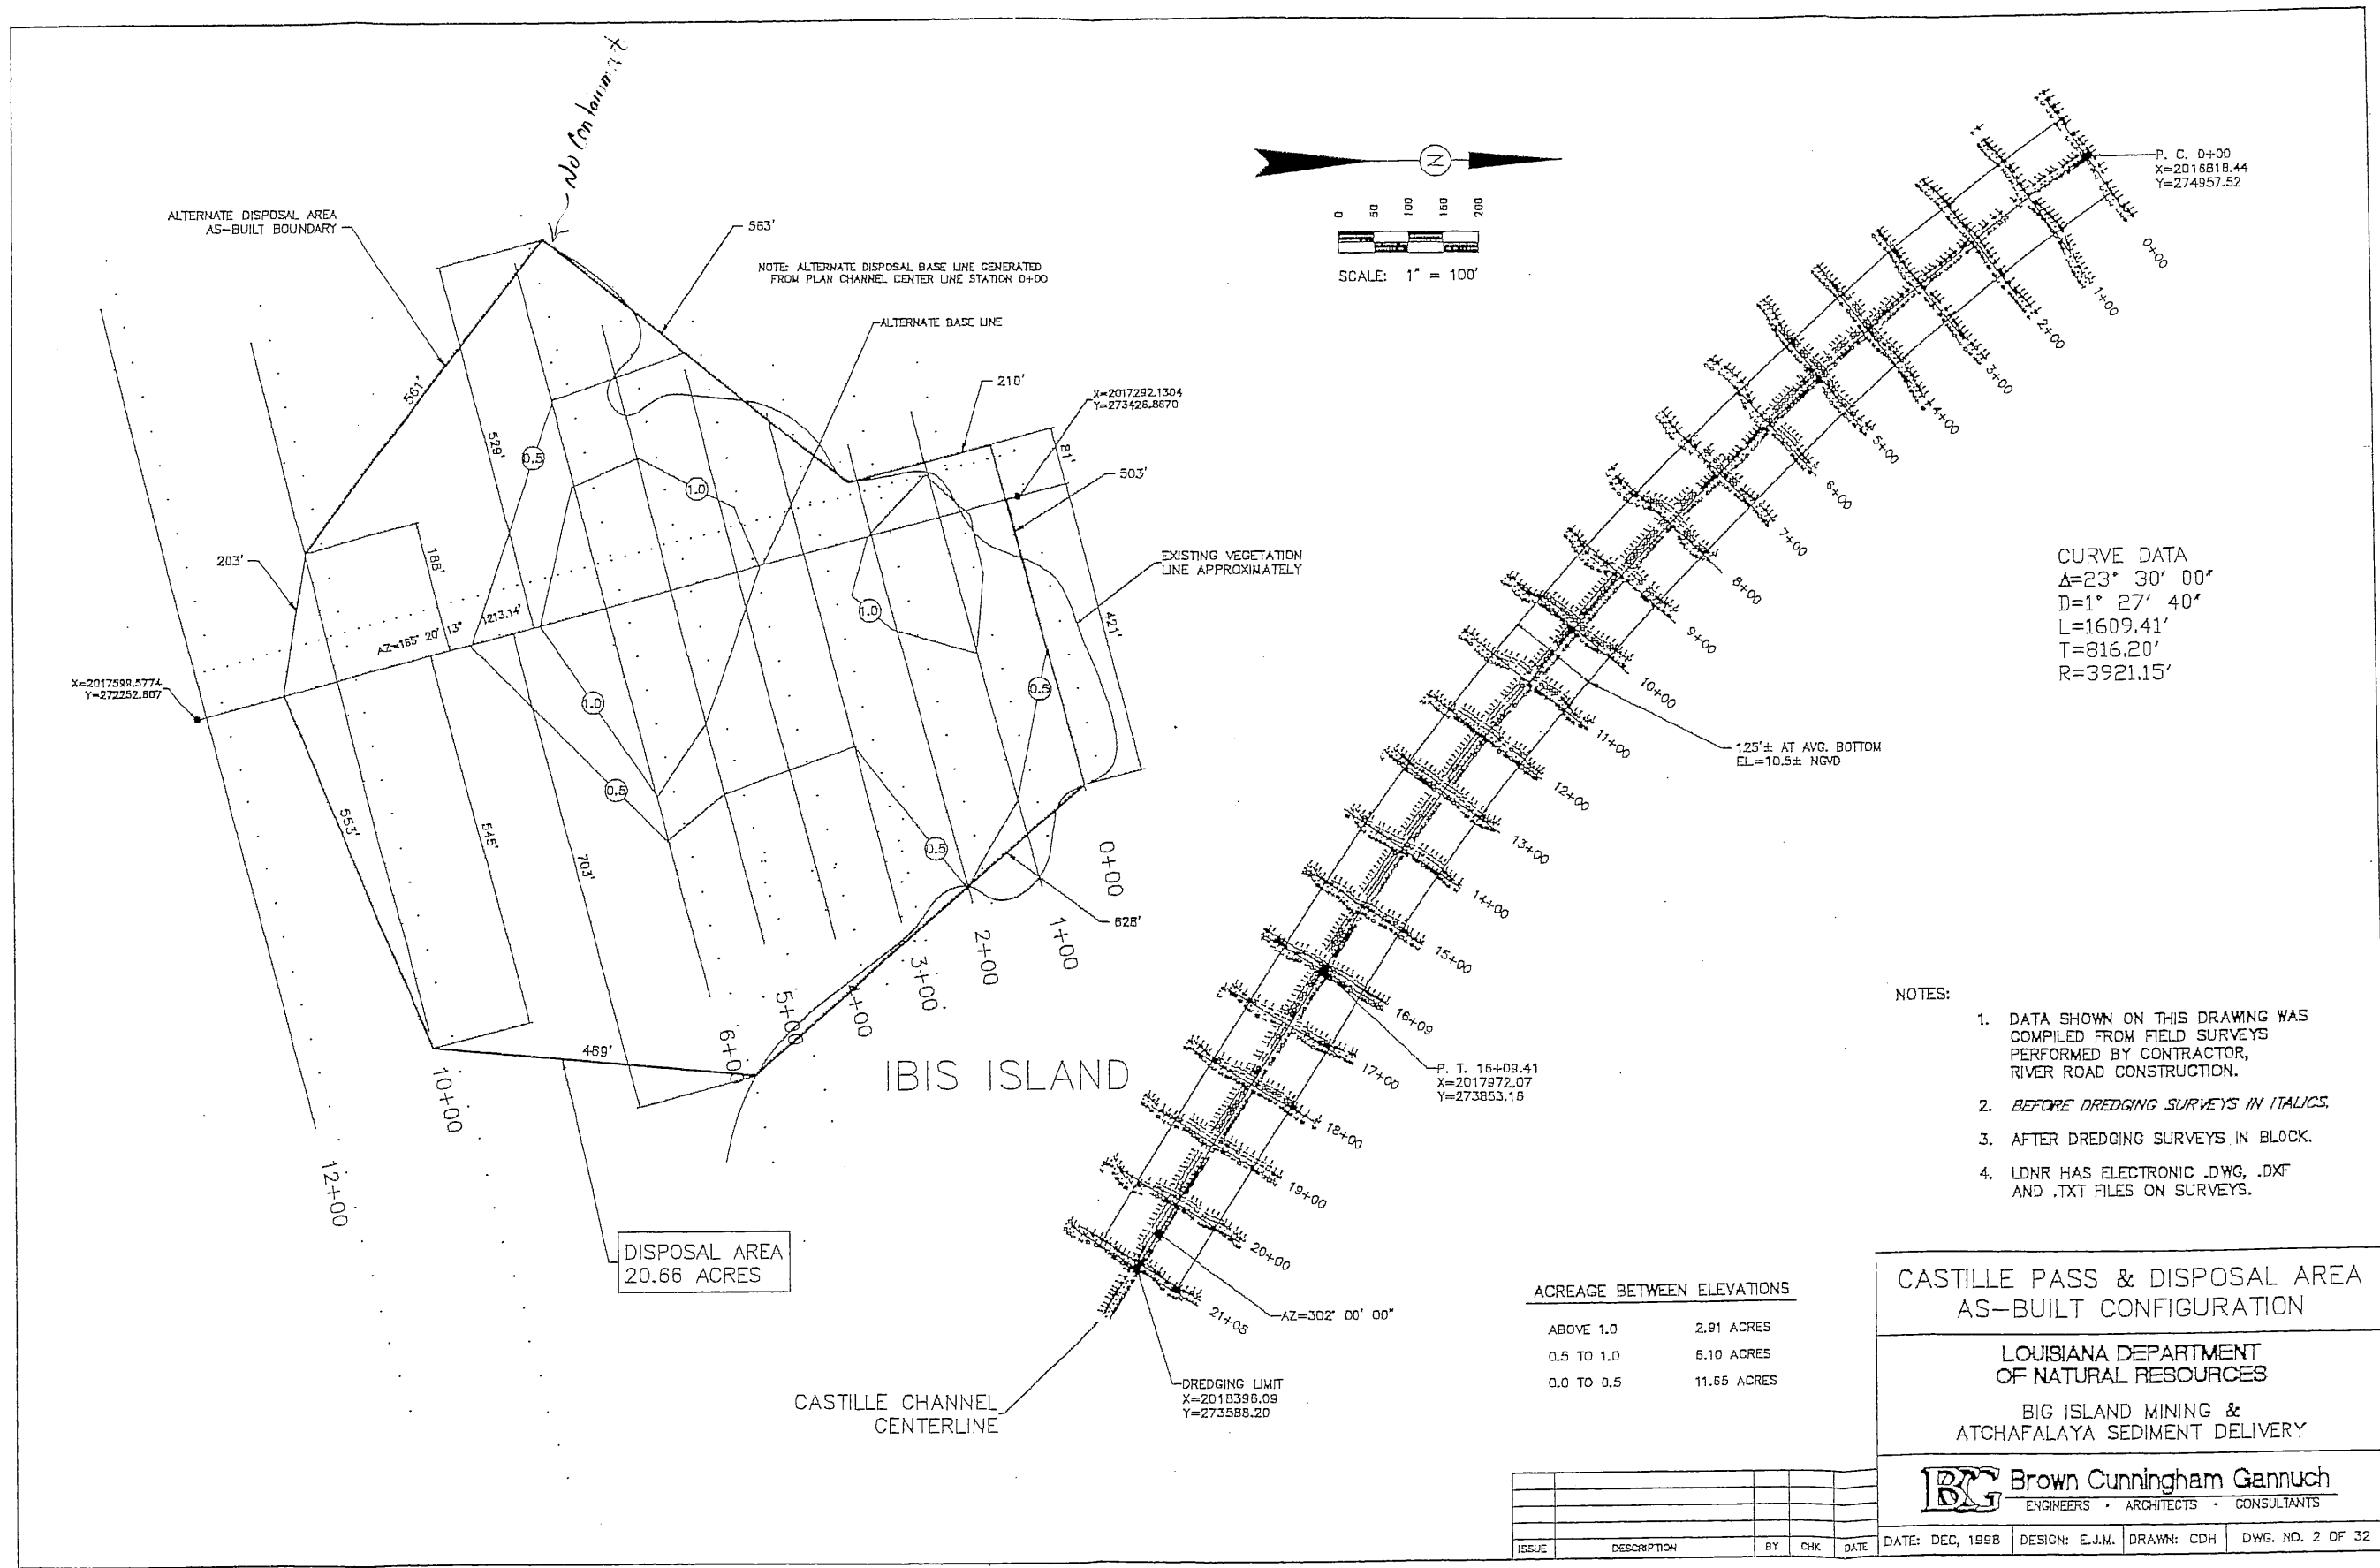 No Containment
ALTERNATE DISPOSAL AREA
AS-BUILT BOUNDARY
563'
NOTE: ALTERNATE DISPOSAL BASE LINE GENERATED
FROM PLAN CHANNEL CENTER LINE STATION 0+00
ALTERNATE BASE LINE
561'
529'
0.5
1.0
210'
X=2017292.1304
Y=273426.8870
81'
503'
203'
188'
EXISTING VEGETATION
LINE APPROXIMATELY
1.0
421'
AZ=165° 20' 13"
1213.14'
X=2017599.5774
Y=272252.607
0.5
1.0
0.5
553'
545'
703'
0.5
628'
469'
0+00
1+00
2+00
3+00
4+00
5+00
6+00
10+00
12+00
IBIS ISLAND
DISPOSAL AREA
20.66 ACRES
N
0
50
100
150
200
SCALE: 1" = 100'
P. C. 0+00
X=2016818.44
Y=274957.52
0+00
1+00
2+00
3+00
4+00
5+00
6+00
7+00
8+00
9+00
10+00
11+00
12+00
13+00
14+00
15+00
16+09
17+00
18+00
19+00
20+00
21+08
125'± AT AVG. BOTTOM
EL=10.5± NGVD
P. T. 16+09.41
X=2017972.07
Y=273853.16
AZ=302° 00' 00"
DREDGING LIMIT
X=2018396.09
Y=273588.20
CASTILLE CHANNEL
CENTERLINE
CURVE DATA
Δ=23° 30' 00"
D=1° 27' 40"
L=1609.41'
T=816.20'
R=3921.15'
NOTES:
1. DATA SHOWN ON THIS DRAWING WAS
COMPILED FROM FIELD SURVEYS
PERFORMED BY CONTRACTOR,
RIVER ROAD CONSTRUCTION.
2. BEFORE DREDGING SURVEYS IN ITALICS.
3. AFTER DREDGING SURVEYS IN BLOCK.
4. LDNR HAS ELECTRONIC .DWG, .DXF
AND .TXT FILES ON SURVEYS.
ACREAGE BETWEEN ELEVATIONS
ABOVE 1.0 2.91 ACRES
0.5 TO 1.0 6.10 ACRES
0.0 TO 0.5 11.65 ACRES
CASTILLE PASS & DISPOSAL AREA
AS-BUILT CONFIGURATION
LOUISIANA DEPARTMENT
OF NATURAL RESOURCES
BIG ISLAND MINING &
ATCHAFALAYA SEDIMENT DELIVERY
BCG Brown Cunningham Gannuch
ENGINEERS · ARCHITECTS · CONSULTANTS
ISSUE DESCRIPTION BY CHK DATE
DATE: DEC, 1998 DESIGN: E.J.M. DRAWN: CDH DWG. NO. 2 OF 32